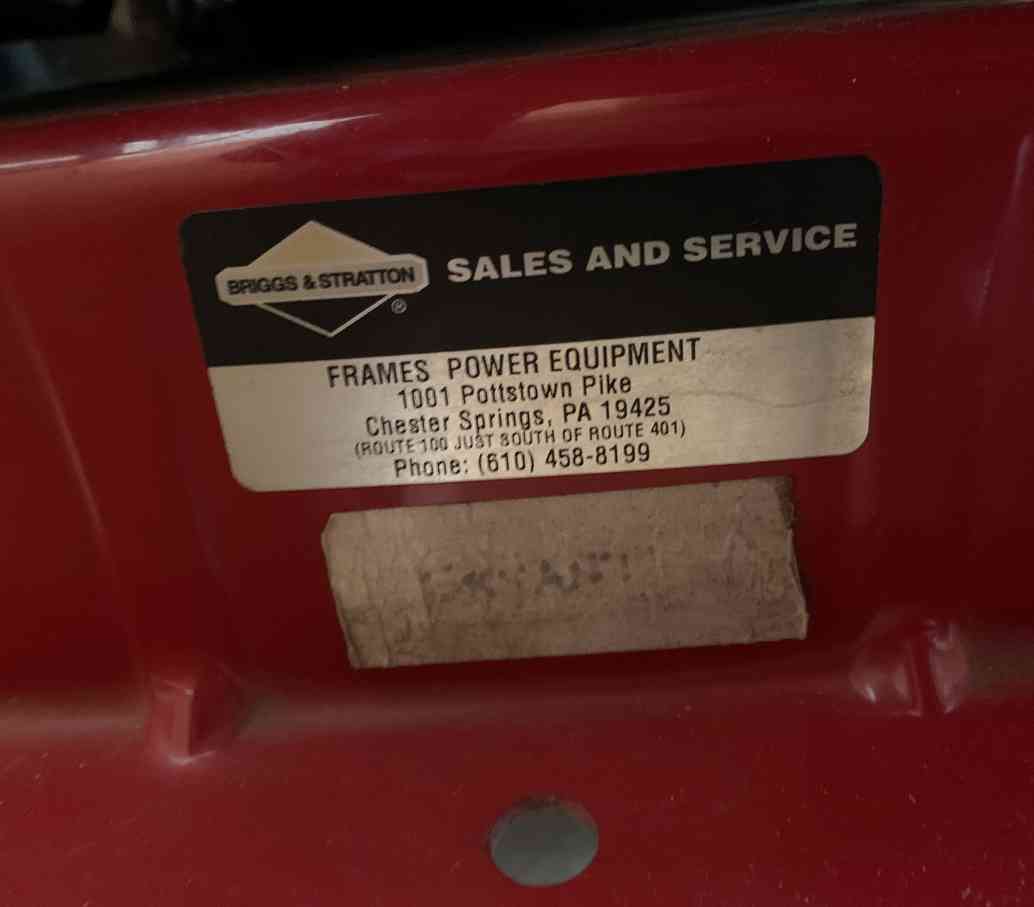 BRIGGS & STRATTON ®
SALES AND SERVICE
FRAMES POWER EQUIPMENT
1001 Pottstown Pike
Chester Springs, PA 19425
(ROUTE 100 JUST SOUTH OF ROUTE 401)
Phone: (610) 458-8199